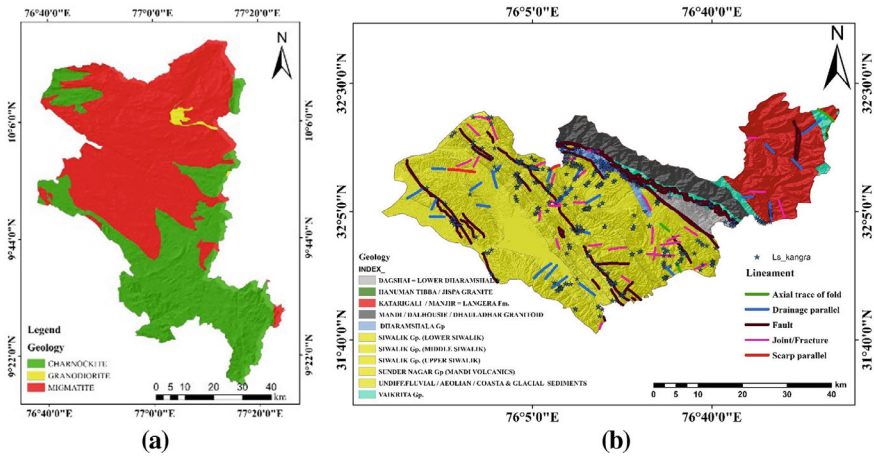 76°40'0"E 77°0'0"E 77°20'0"E
N
10°6'0"N
10°6'0"N
9°44'0"N
9°44'0"N
9°22'0"N
9°22'0"N
Legend
Geology
CHARNOCKITE
GRANODIORITE
MIGMATITE
0 5 10 20 30 40
km
76°40'0"E 77°0'0"E 77°20'0"E
(a)
76°5'0"E 76°40'0"E
N
32°30'0"N
32°30'0"N
32°5'0"N
32°5'0"N
31°40'0"N
31°40'0"N
Geology
INDEX_
DAGSHAI = LOWER DHARAMSHALA
HANUMAN TIBBA / JISPA GRANITE
KATARIGALI / MANJIR = LANGERA Fm.
MANDI / DALHOUSIE / DHAULADHAR GRANITOID
DHARAMSHALA Gp
SIWALIK Gp. (LOWER SIWALIK)
SIWALIK Gp. (MIDDLE SIWALIK)
SIWALIK Gp. (UPPER SIWALIK)
SUNDER NAGAR Gp (MANDI VOLCANICS)
UNDIFF.FLUVIAL / AEOLIAN / COASTA & GLACIAL SEDIMENTS
VAIKRITA Gp.
Ls_kangra
Lineament
Axial trace of fold
Drainage parallel
Fault
Joint/Fracture
Scarp parallel
0 5 10 20 30 40
km
76°5'0"E 76°40'0"E
(b)